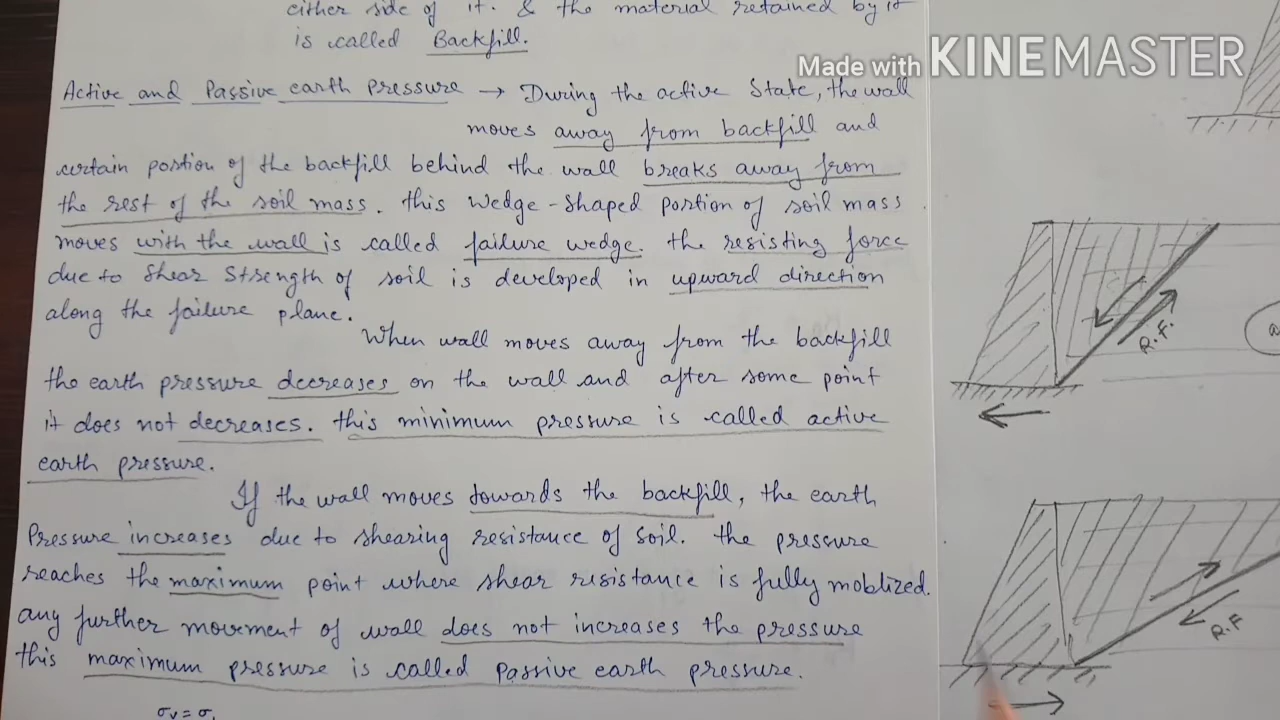 either side of it. & the material retained by it
is called Backfill.
Made with KINEMASTER
Active and Passive earth Pressure → During the active State, the wall
moves away from backfill and
certain portion of the backfill behind the wall breaks away from
the rest of the soil mass. this wedge-shaped portion of soil mass
moves with the wall is called failure wedge. the resisting force
due to shear strength of soil is developed in upward direction
along the failure plane.
When wall moves away from the backfill
the earth pressure decreases on the wall and after some point
it does not decreases. this minimum pressure is called active
earth pressure.
If the wall moves towards the backfill, the earth
Pressure increases due to shearing resistance of soil. the pressure
reaches the maximum point where shear resistance is fully moblized.
any further movement of wall does not increases the pressure
this maximum pressure is called passive earth pressure.
R.F.
R.F